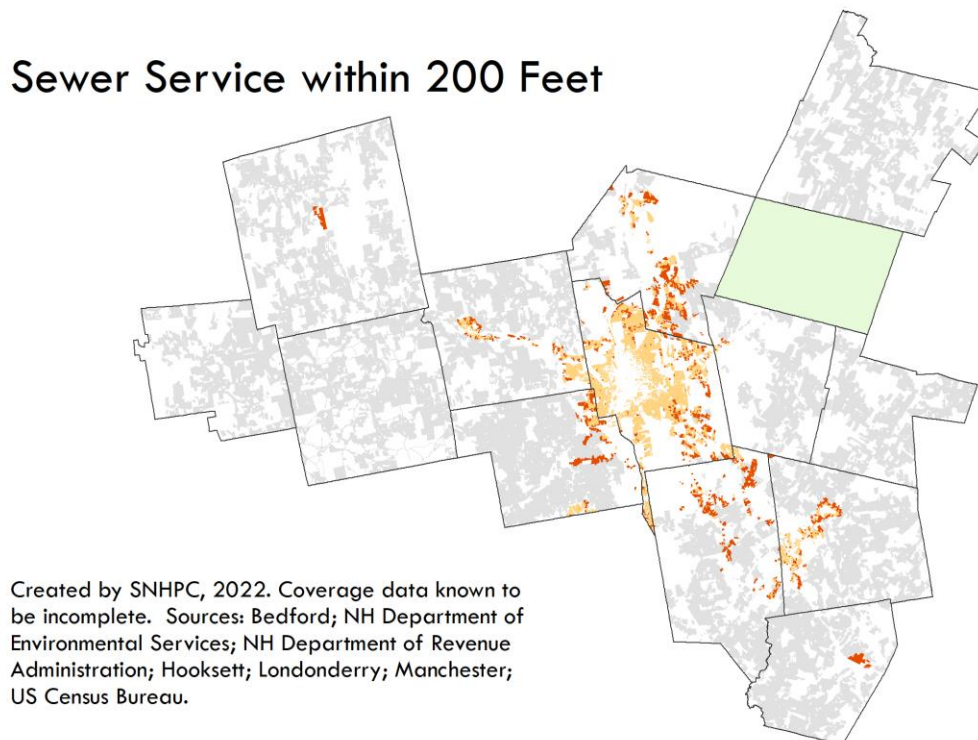 Sewer Service within 200 Feet
Created by SNHPC, 2022. Coverage data known to
be incomplete.  Sources: Bedford; NH Department of
Environmental Services; NH Department of Revenue
Administration; Hooksett; Londonderry; Manchester;
US Census Bureau.